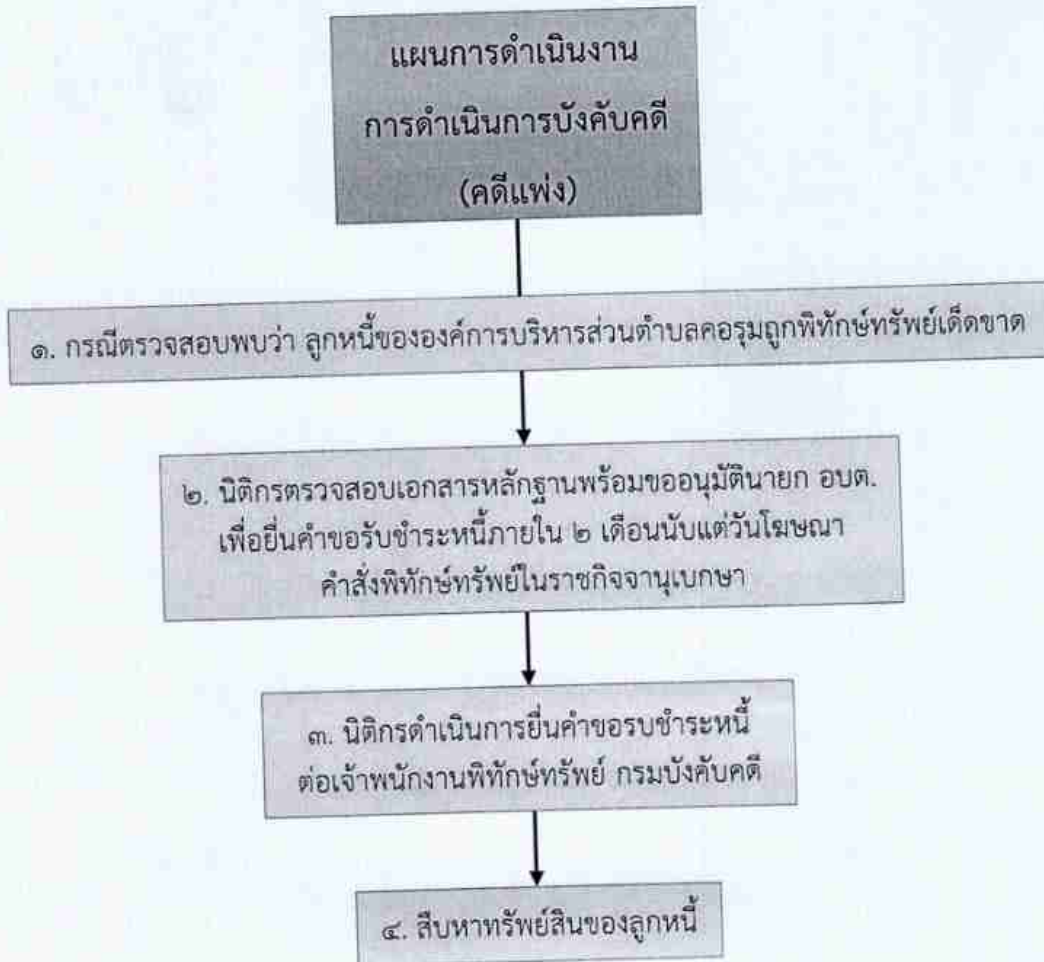 แผนการดำเนินงาน
การดำเนินการบังคับคดี
(คดีแพ่ง)
๑. กรณีตรวจสอบพบว่า ลูกหนี้ขององค์การบริหารส่วนตำบลคอรุมถูกพิทักษ์ทรัพย์เด็ดขาด
๒. นิติกรตรวจสอบเอกสารหลักฐานพร้อมขออนุมัตินายก อบต.
เพื่อยื่นคำขอรับชำระหนี้ภายใน ๒ เดือนนับแต่วันโฆษณา
คำสั่งพิทักษ์ทรัพย์ในราชกิจจานุเบกษา
๓. นิติกรดำเนินการยื่นคำขอรบชำระหนี้
ต่อเจ้าพนักงานพิทักษ์ทรัพย์ กรมบังคับคดี
๔. สืบหาทรัพย์สินของลูกหนี้